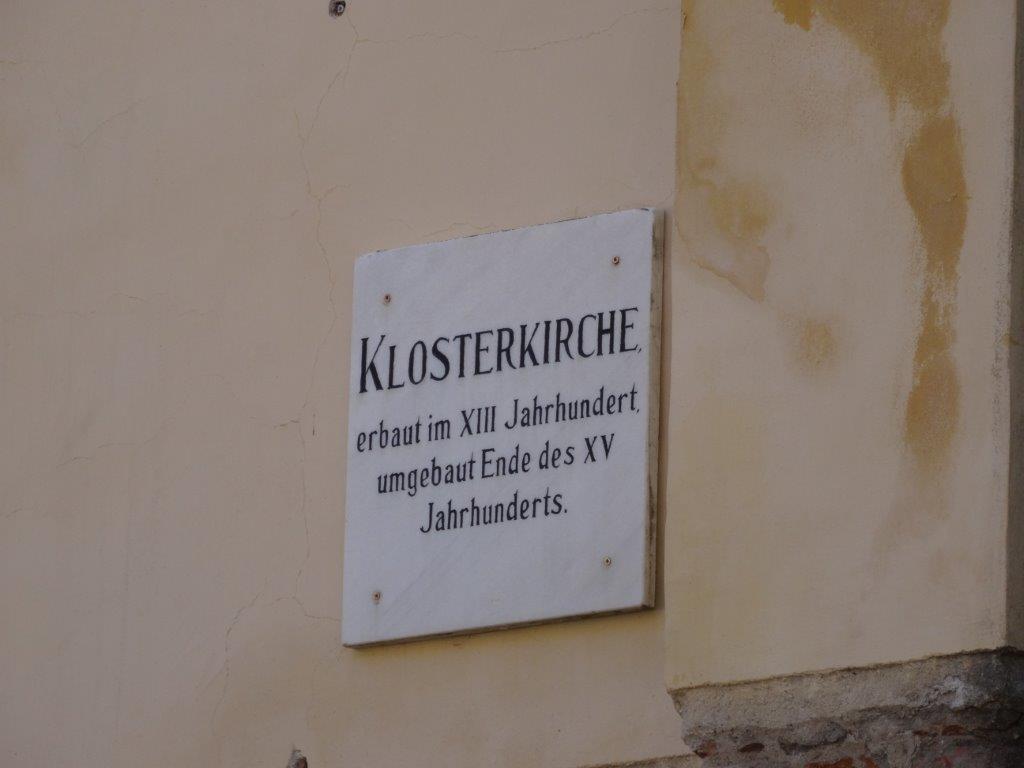 KLOSTERKIRCHE,
erbaut im XIII Jahrhundert,
umgebaut Ende des XV
Jahrhunderts.